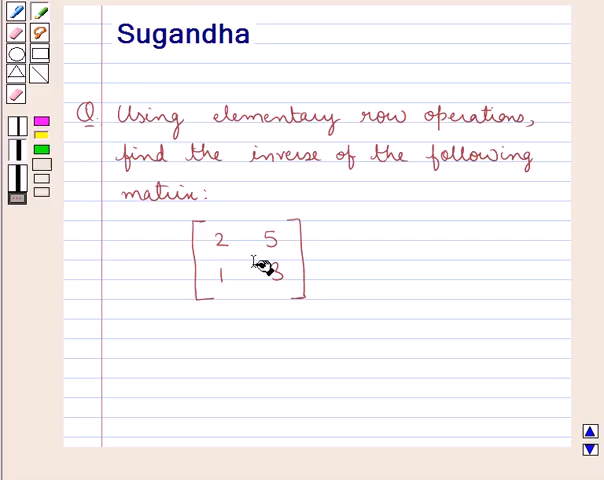 Sugandha
Q. Using elementary row operations,
find the inverse of the following
matrix:
2 5
1 3